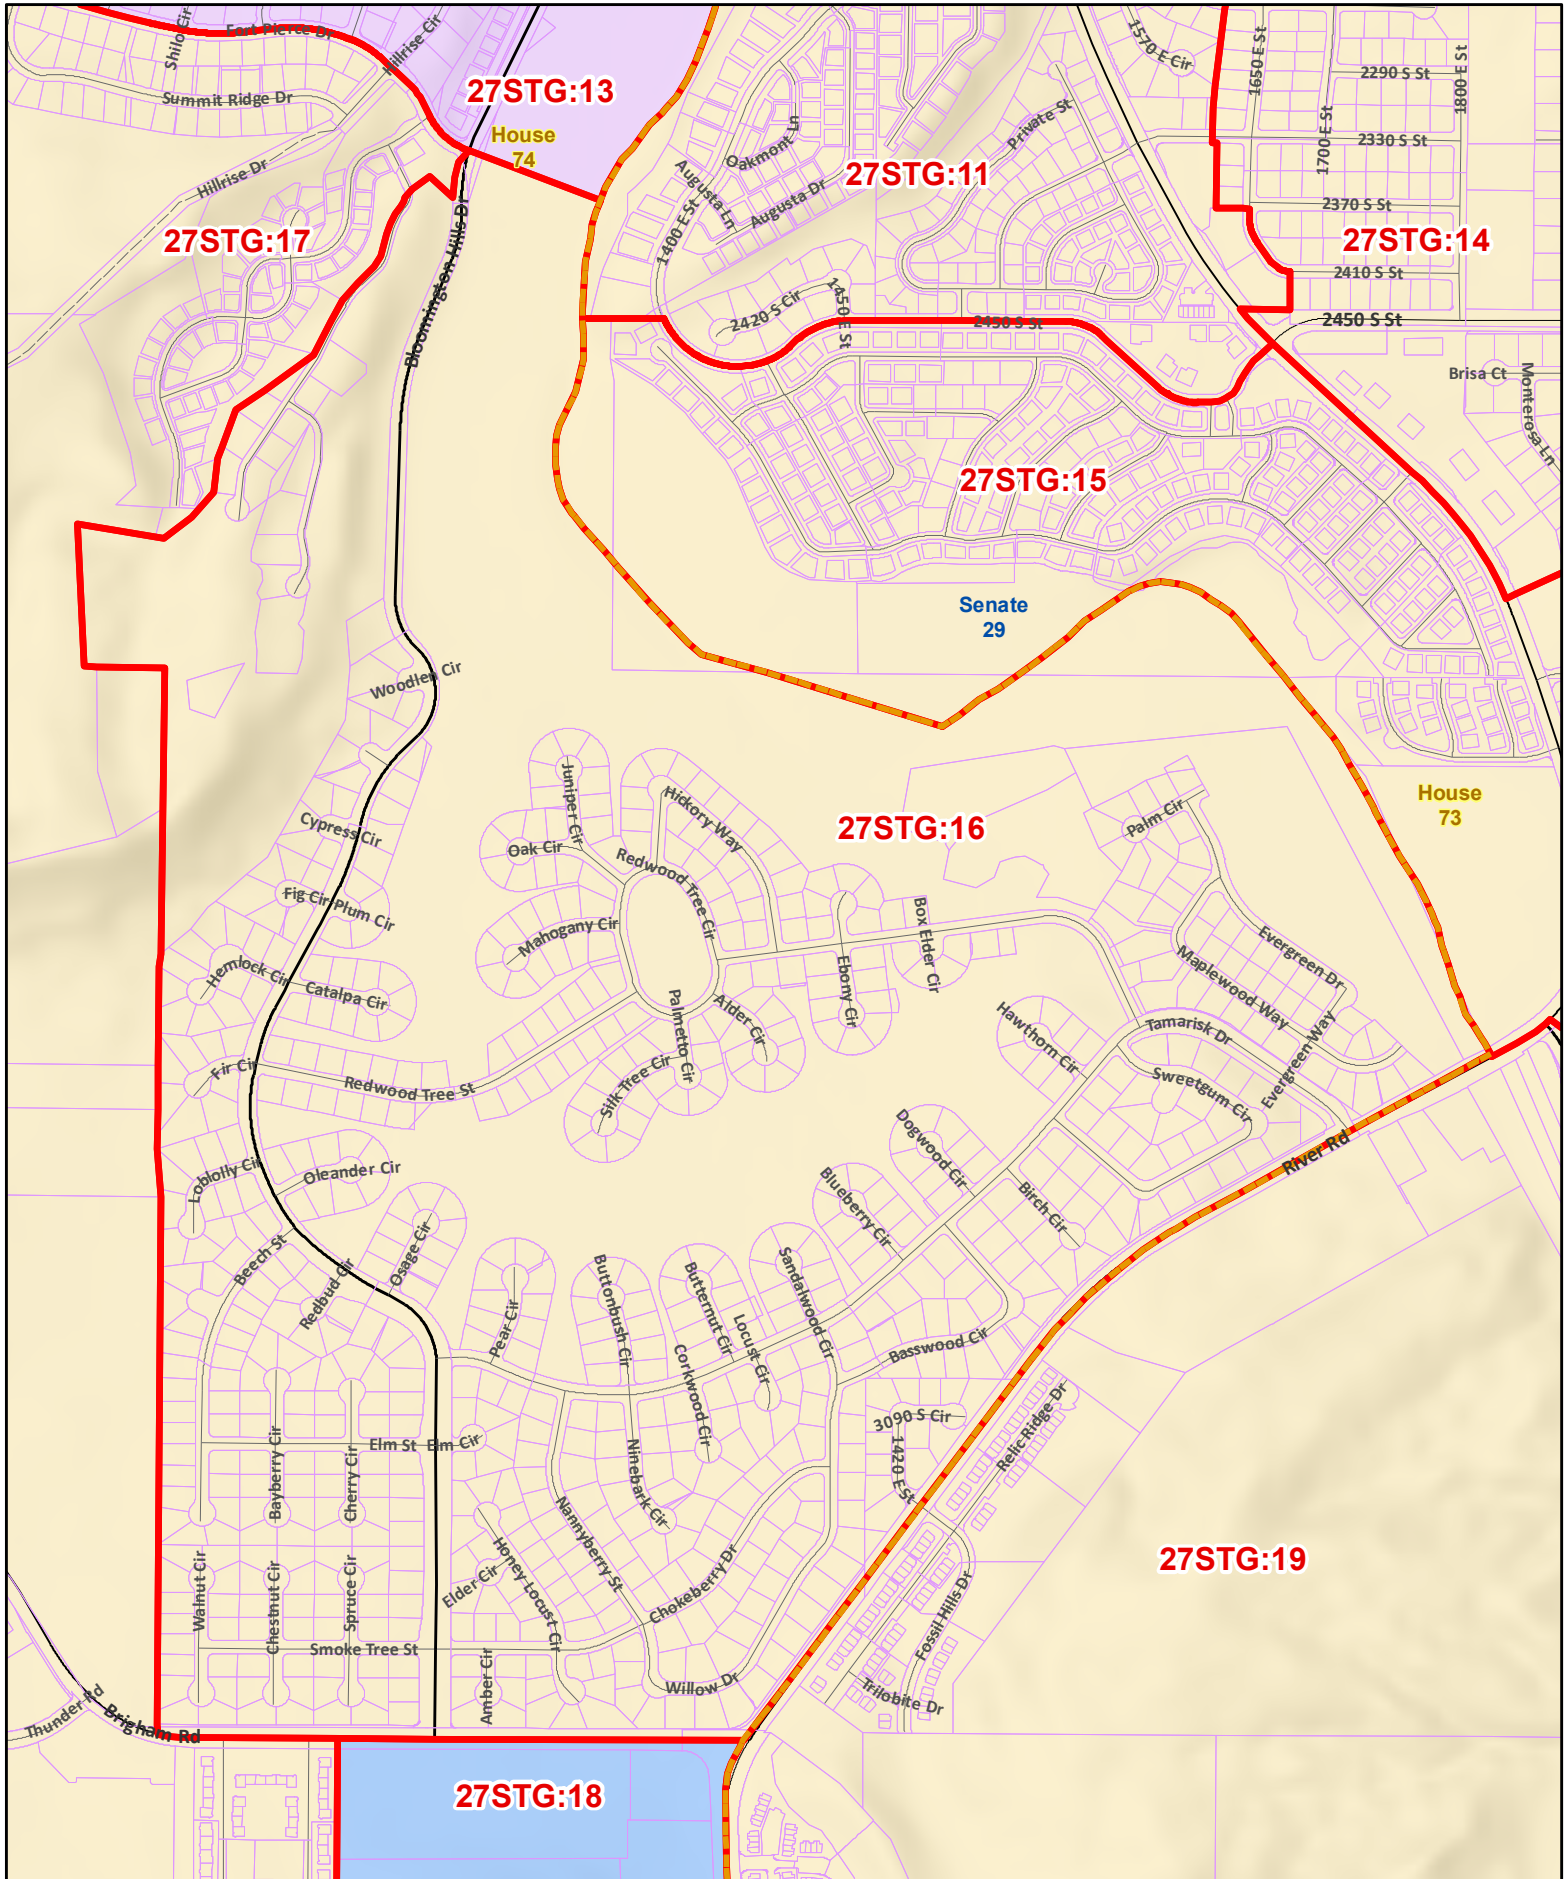 Shilo Cir
Fort Pierce Dr
Hillrise Cir
Summit Ridge Dr
27STG:13
House
74
Hillrise Dr
27STG:17
Bloomington Hills Dr
Oakmont Ln
Augusta Ln
Augusta Dr
1400 E St
27STG:11
Private St
1570 E Cir
1650 E St
2290 S St
1800 E St
1700 E St
2330 S St
2370 S St
27STG:14
2410 S St
2450 S St
2420 S Cir
1450 E St
2450 S St
Brisa Ct
Monterosa Ln
27STG:15
Senate
29
Woodley Cir
House
73
27STG:16
Juniper Cir
Hickory Way
Palm Cir
Cypress Cir
Oak Cir
Redwood Tree Cir
Fig Cir
Plum Cir
Mahogany Cir
Box Elder Cir
Ebony Cir
Evergreen Dr
Maplewood Way
Hemlock Cir
Catalpa Cir
Palmetto Cir
Alder Cir
Hawthorn Cir
Tamarisk Dr
Evergreen Way
Fir Cir
Redwood Tree St
Silk Tree Cir
Sweetgum Cir
Dogwood Cir
River Rd
Loblolly Cir
Oleander Cir
Blueberry Cir
Birch Cir
Beech St
Redbud Cir
Osage Cir
Pear Cir
Buttonbush Cir
Butternut Cir
Locust Cir
Sandalwood Cir
Basswood Cir
Corkwood Cir
3090 S Cir
1420 E St
Relic Ridge Dr
Elm St
Elm Cir
Bayberry Cir
Cherry Cir
Ninebark Cir
Nannyberry St
Honey Locust Cir
Elder Cir
Chokeberry Dr
27STG:19
Walnut Cir
Chestnut Cir
Spruce Cir
Smoke Tree St
Fossil Hills Dr
Amber Cir
Willow Dr
Trilobite Dr
Thunder Rd
Brigham Rd
27STG:18